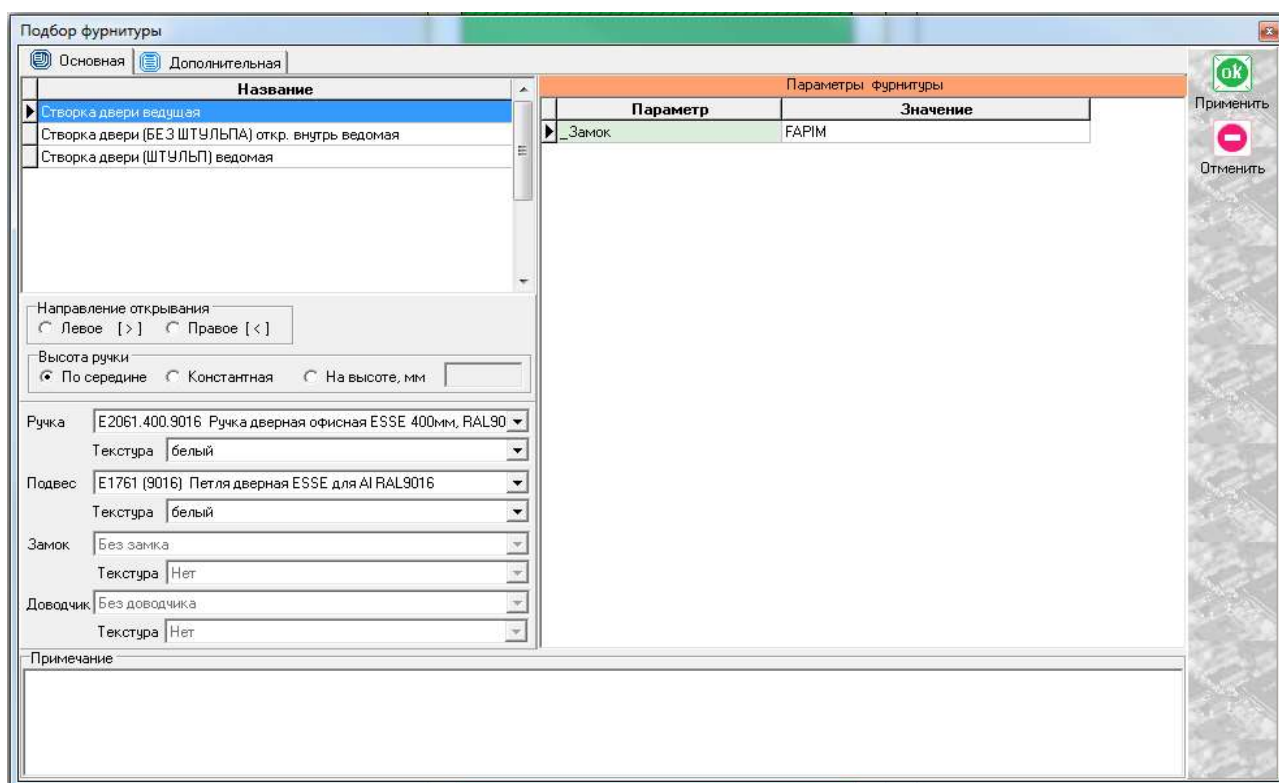 Подбор фурнитуры
Основная
Дополнительная
Название
Створка двери ведущая
Створка двери (БЕЗ ШТУЛЬПА) откр. внутрь ведомая
Створка двери (ШТУЛЬП) ведомая
Направление открывания
Левое [>] Правое [<]
Высота ручки
По середине Константная На высоте, мм
Ручка E2061.400.9016 Ручка дверная офисная ESSE 400мм, RAL90
Текстура белый
Подвес E1761 (9016) Петля дверная ESSE для Al RAL9016
Текстура белый
Замок Без замка
Текстура Нет
Доводчик Без доводчика
Текстура Нет
Примечание
Параметры фурнитуры
Параметр Значение
_Замок FAPIM
ok
Применить
Отменить